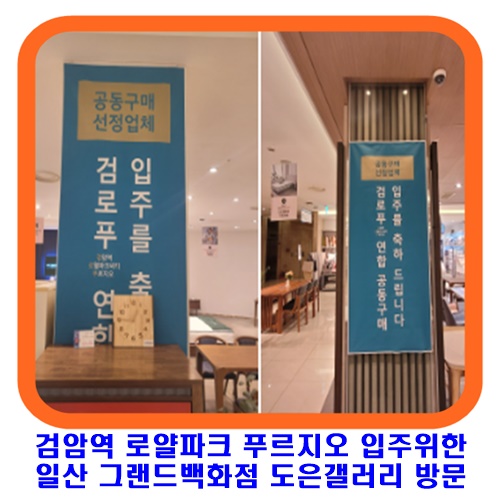 공동구매
선정업체
입주를 축
검로푸
공동구매
선정업체
입주를 축하 드립니다
검로푸 연합 공동구매
검암역 로얄파크 푸르지오 입주위한
일산 그랜드백화점 도은갤러리 방문